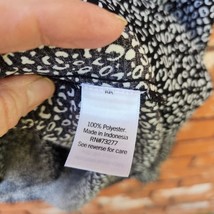 100% Polyester
Made in Indonesia
RN#73277
See reverse for care